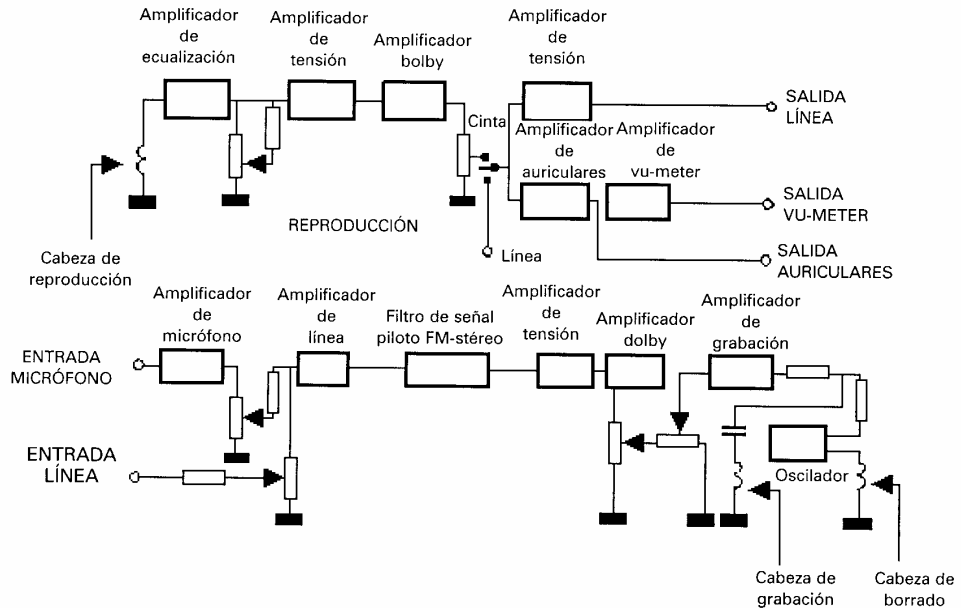 Amplificador
de
ecualización
Amplificador
de
tensión
Amplificador
bolby
Amplificador
de
tensión
Cinta
SALIDA
LÍNEA
Amplificador
de
auriculares
Amplificador
de
vu-meter
SALIDA
VU-METER
REPRODUCCIÓN
Línea
SALIDA
AURICULARES
Cabeza de
reproducción
Amplificador
de
micrófono
Amplificador
de
línea
Filtro de señal
piloto FM-stéreo
Amplificador
de
tensión
Amplificador
dolby
Amplificador
de
grabación
ENTRADA
MICRÓFONO
ENTRADA
LÍNEA
Oscilador
Cabeza de
grabación
Cabeza de
borrado